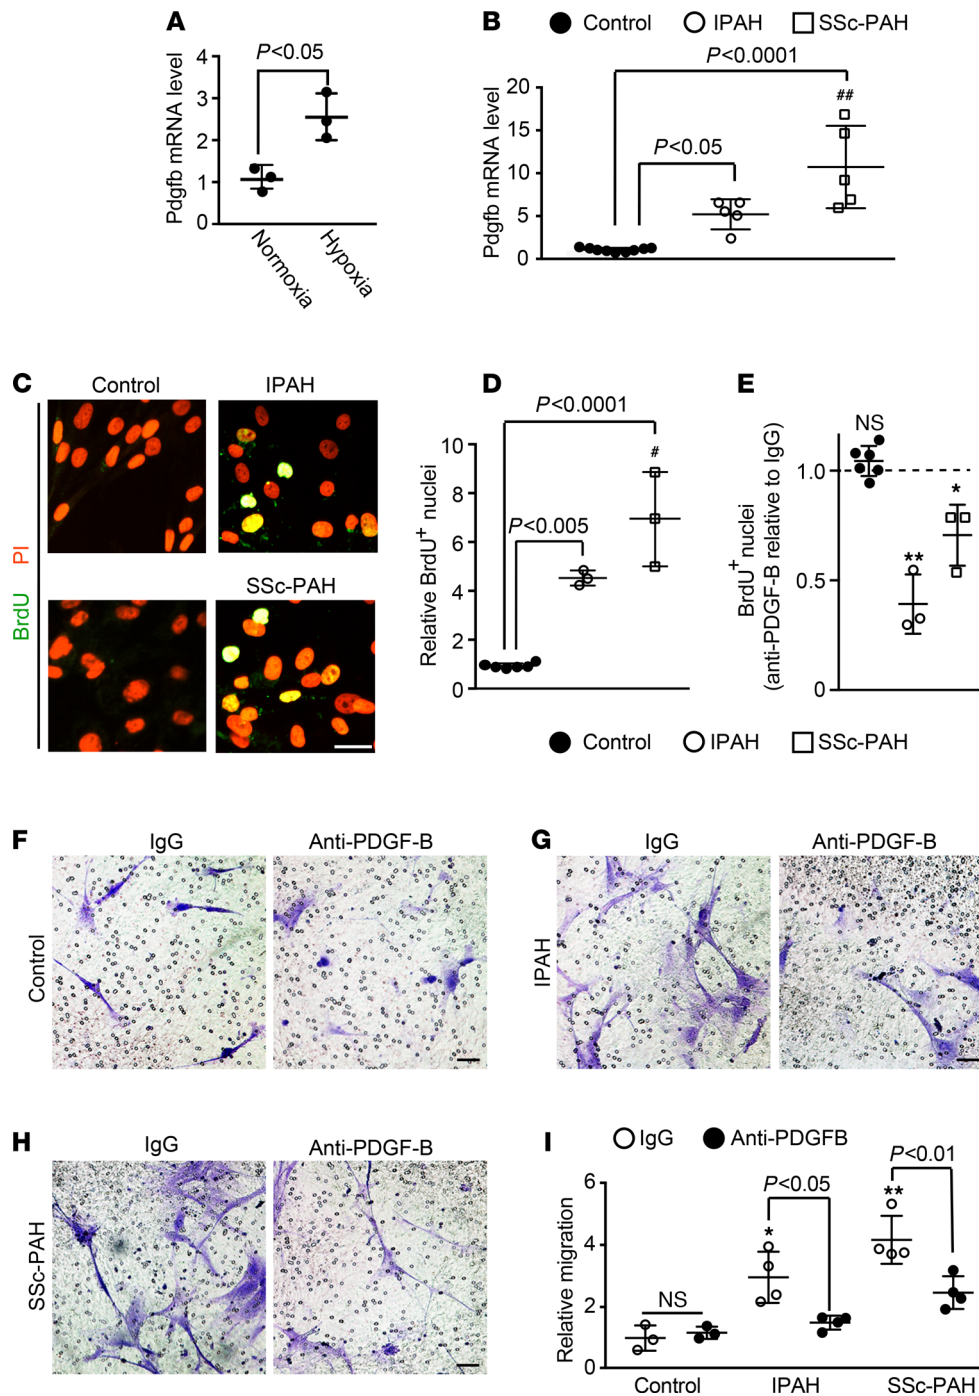 A
P<0.05
Pdgfb mRNA level
4
3
2
1
0
Normoxia
Hypoxia
B
Control
IPAH
SSc-PAH
P<0.0001
##
P<0.05
Pdgfb mRNA level
20
15
10
5
0
C
Control
IPAH
SSc-PAH
BrdU PI
D
P<0.0001
#
P<0.005
Relative BrdU+ nuclei
10
8
6
4
2
0
E
NS
*
**
BrdU+ nuclei
(anti-PDGF-B relative to IgG)
1.0
0.5
0
Control
IPAH
SSc-PAH
F
IgG
Anti-PDGF-B
Control
G
IgG
Anti-PDGF-B
IPAH
H
IgG
Anti-PDGF-B
SSc-PAH
I
IgG
Anti-PDGFB
P<0.01
P<0.05
**
*
NS
Relative migration
6
4
2
0
Control
IPAH
SSc-PAH